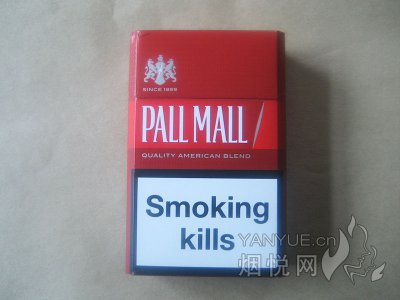 SINCE 1899
PALL MALL
QUALITY AMERICAN BLEND
Smoking
kills
YANYUE.cn
烟悦网